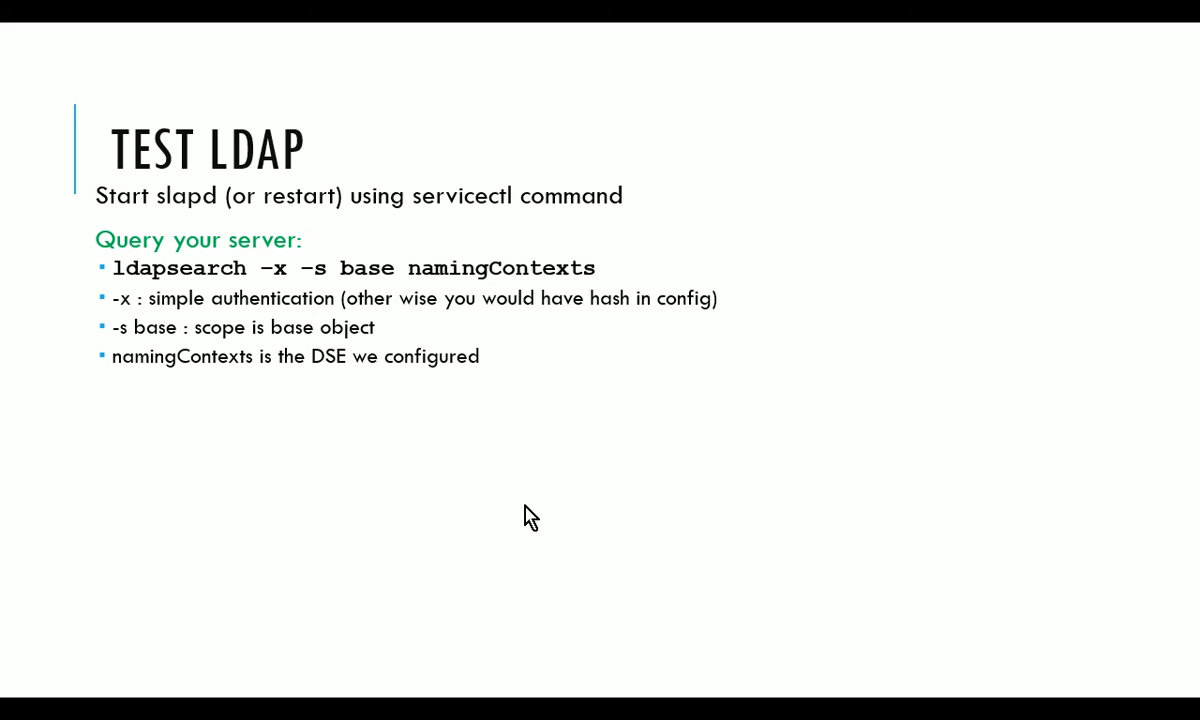 TEST LDAP
Start slapd (or restart) using servicectl command
Query your server:
▪ ldapsearch –x –s base namingContexts
▪ -x : simple authentication (other wise you would have hash in config)
▪ -s base : scope is base object
▪ namingContexts is the DSE we configured